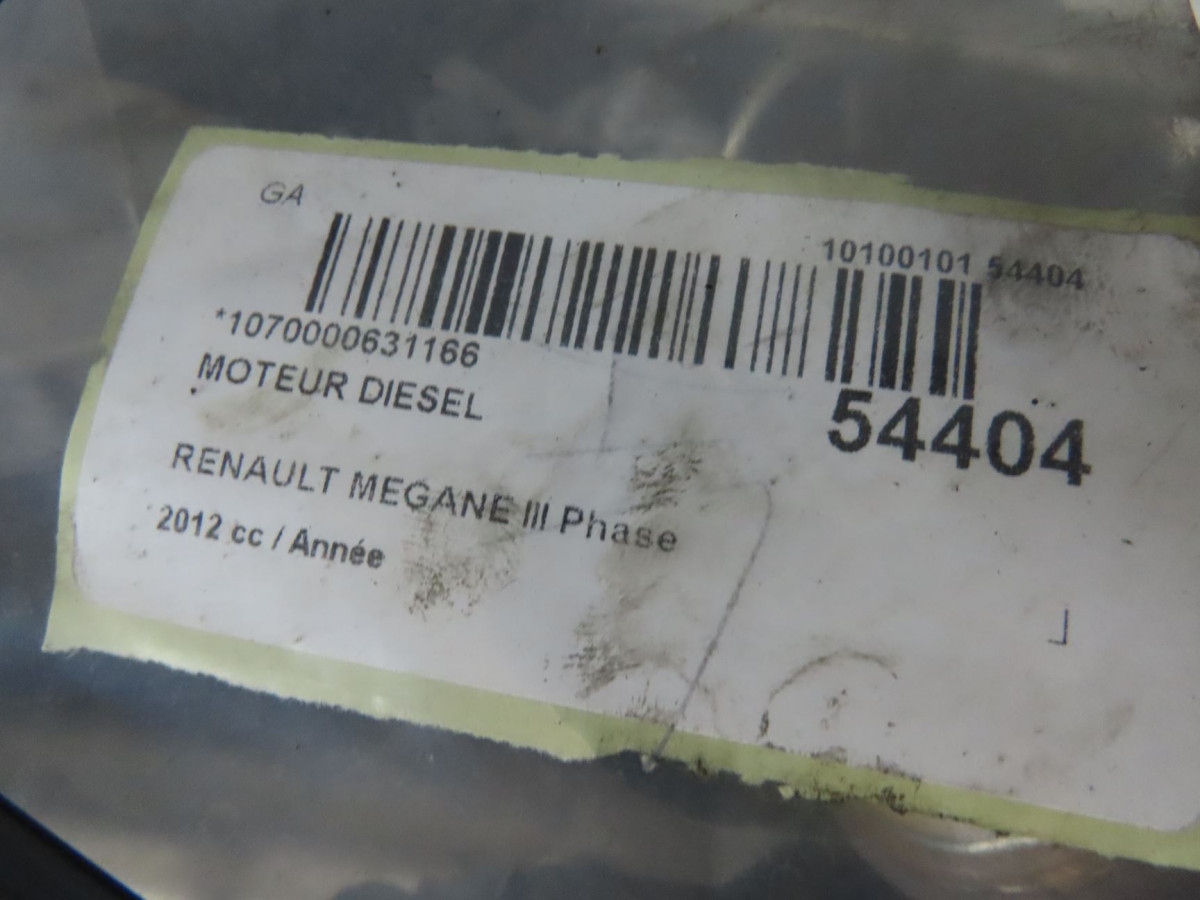 GA
10100101 54404
*1070000631166
MOTEUR DIESEL
54404
RENAULT MEGANE III Phase
2012 cc / Année